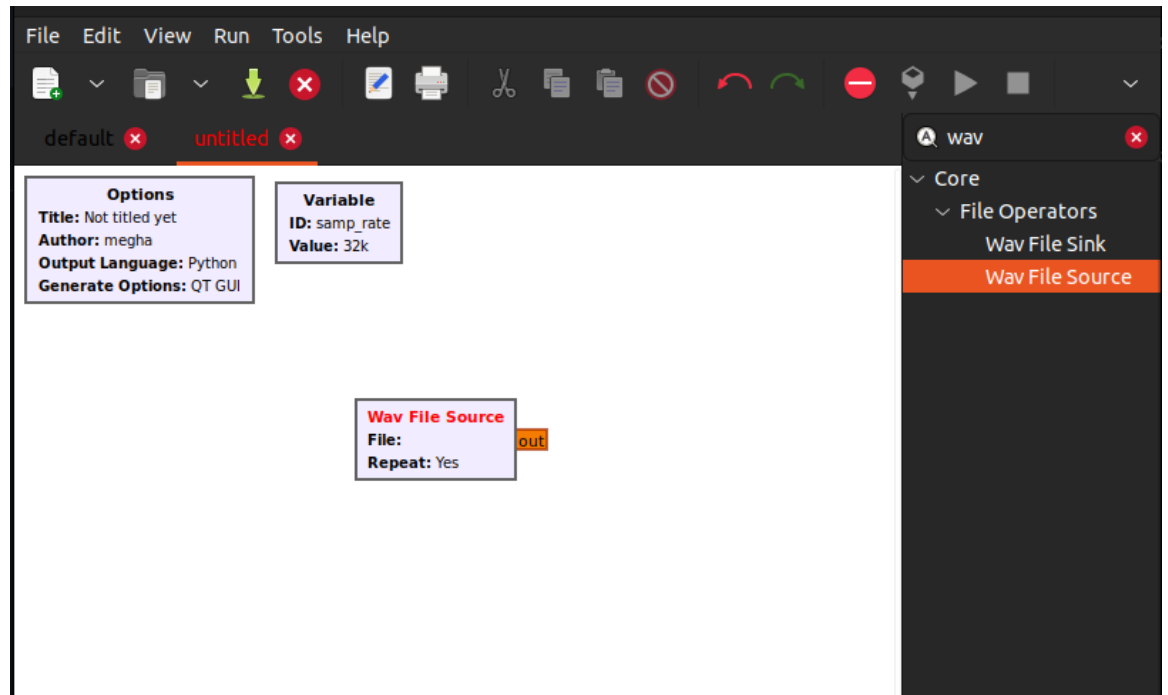 File Edit View Run Tools Help
default untitled
wav
Options
Title: Not titled yet
Author: megha
Output Language: Python
Generate Options: QT GUI
Variable
ID: samp_rate
Value: 32k
Wav File Source
File:
Repeat: Yes
out
Core
File Operators
Wav File Sink
Wav File Source